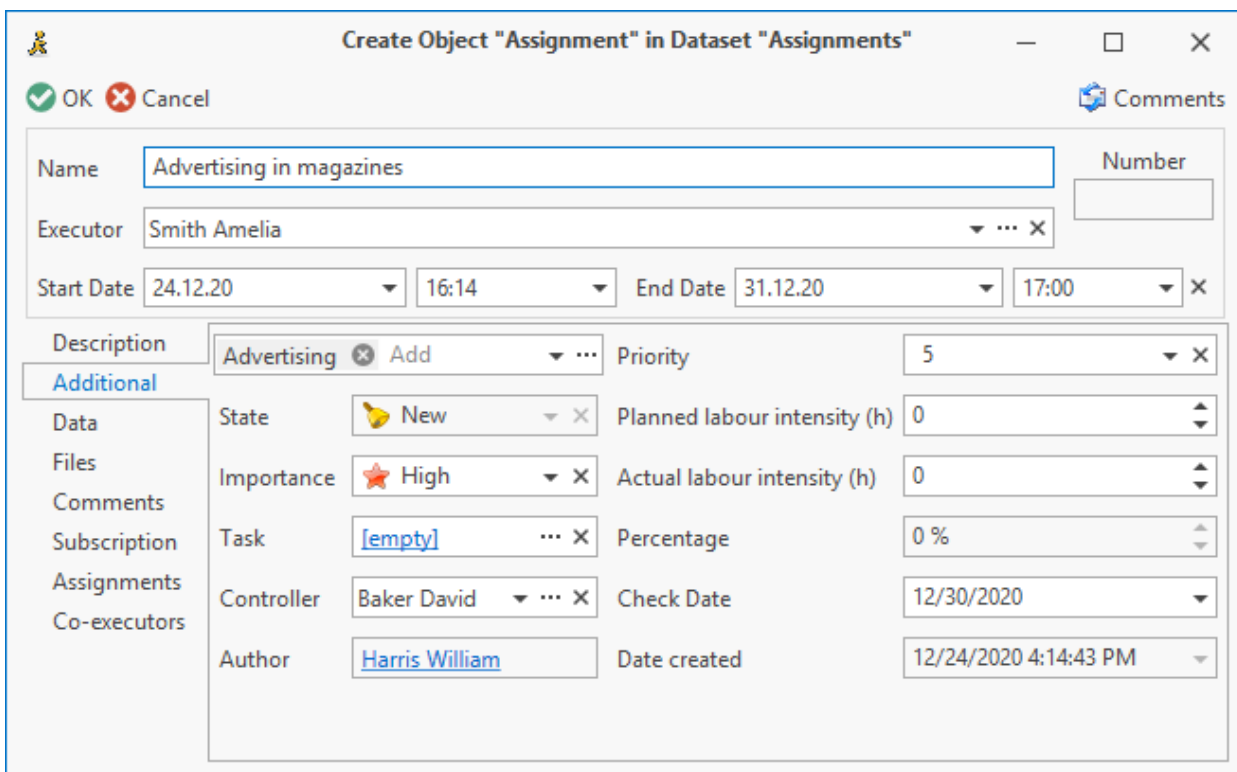 Create Object "Assignment" in Dataset "Assignments"
OK Cancel Comments
Name Advertising in magazines Number
Executor Smith Amelia
Start Date 24.12.20 16:14 End Date 31.12.20 17:00
Description
Additional
Data
Files
Comments
Subscription
Assignments
Co-executors
Advertising Add Priority 5
State New Planned labour intensity (h) 0
Importance High Actual labour intensity (h) 0
Task [empty] Percentage 0 %
Controller Baker David Check Date 12/30/2020
Author Harris William Date created 12/24/2020 4:14:43 PM